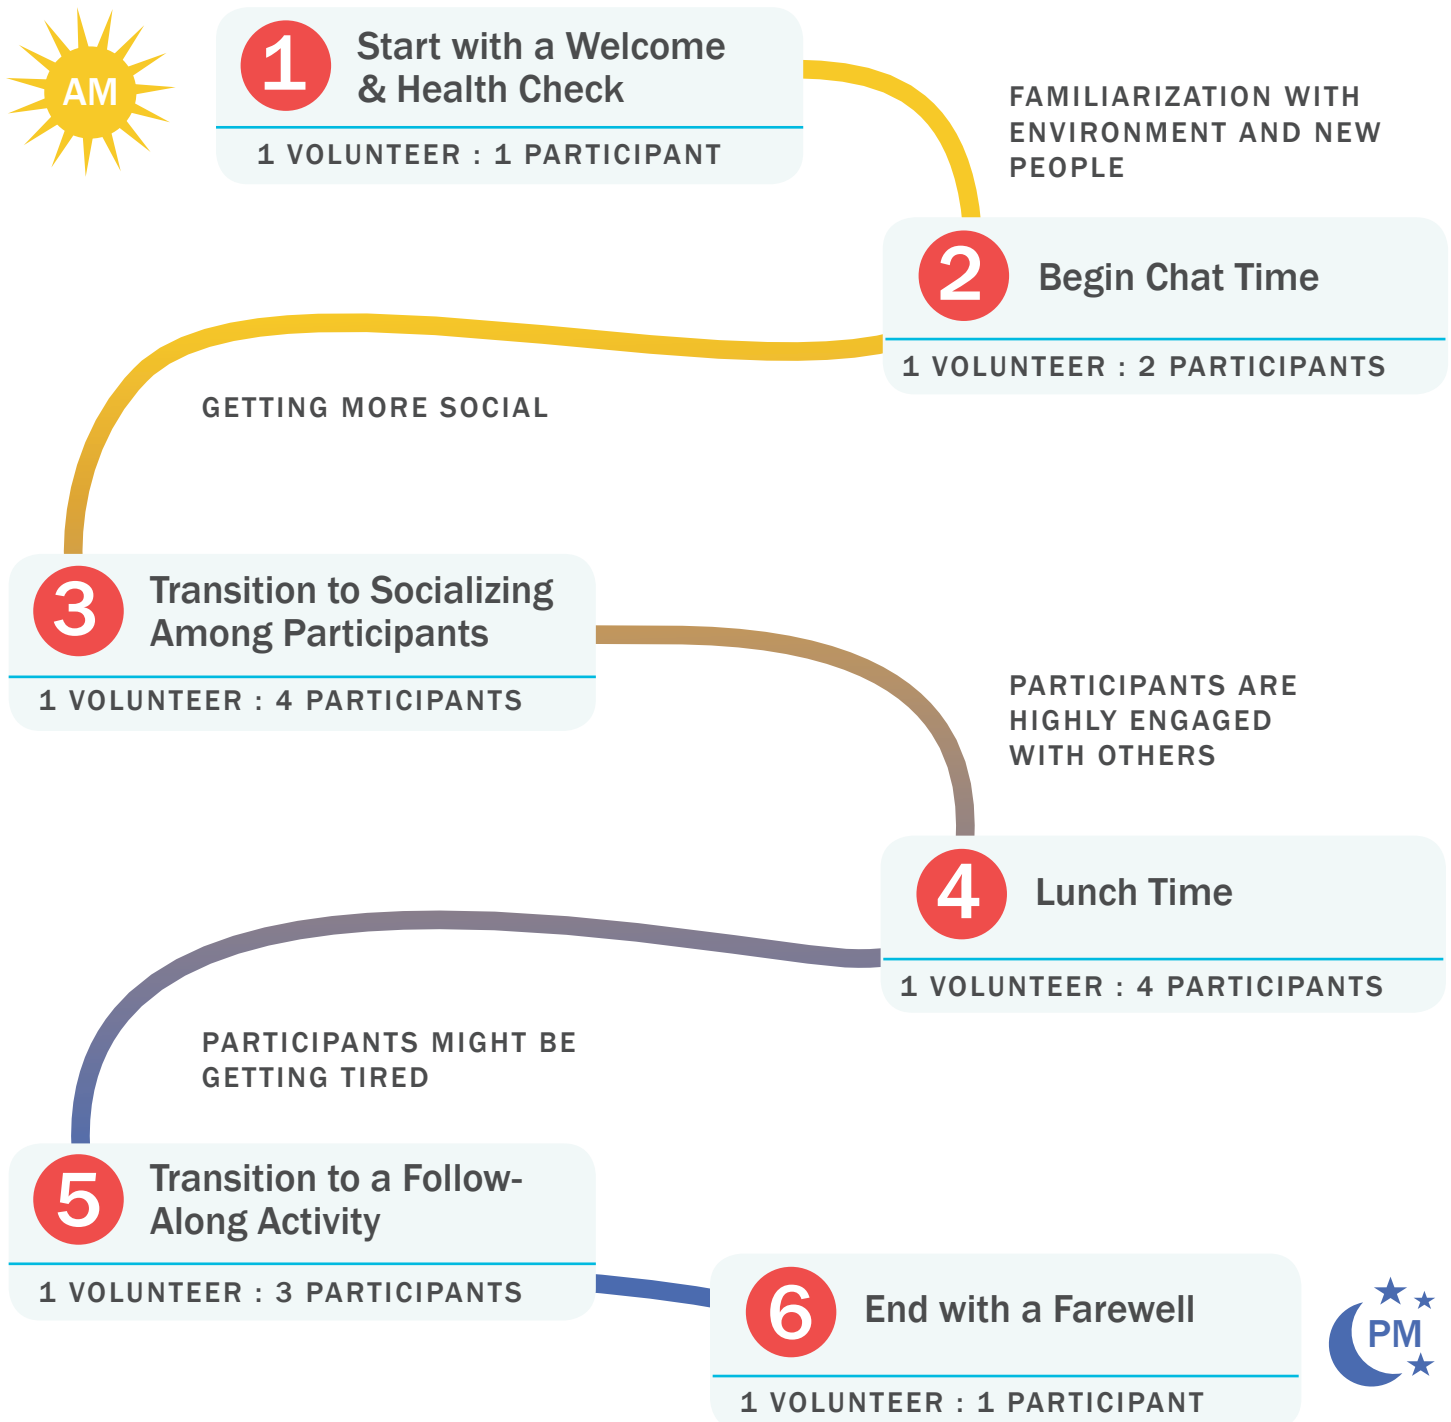 AM
1
Start with a Welcome
& Health Check
1 VOLUNTEER : 1 PARTICIPANT
FAMILIARIZATION WITH
ENVIRONMENT AND NEW
PEOPLE
2
Begin Chat Time
1 VOLUNTEER : 2 PARTICIPANTS
GETTING MORE SOCIAL
3
Transition to Socializing
Among Participants
1 VOLUNTEER : 4 PARTICIPANTS
PARTICIPANTS ARE
HIGHLY ENGAGED
WITH OTHERS
4
Lunch Time
1 VOLUNTEER : 4 PARTICIPANTS
PARTICIPANTS MIGHT BE
GETTING TIRED
5
Transition to a Follow-
Along Activity
1 VOLUNTEER : 3 PARTICIPANTS
6
End with a Farewell
1 VOLUNTEER : 1 PARTICIPANT
PM